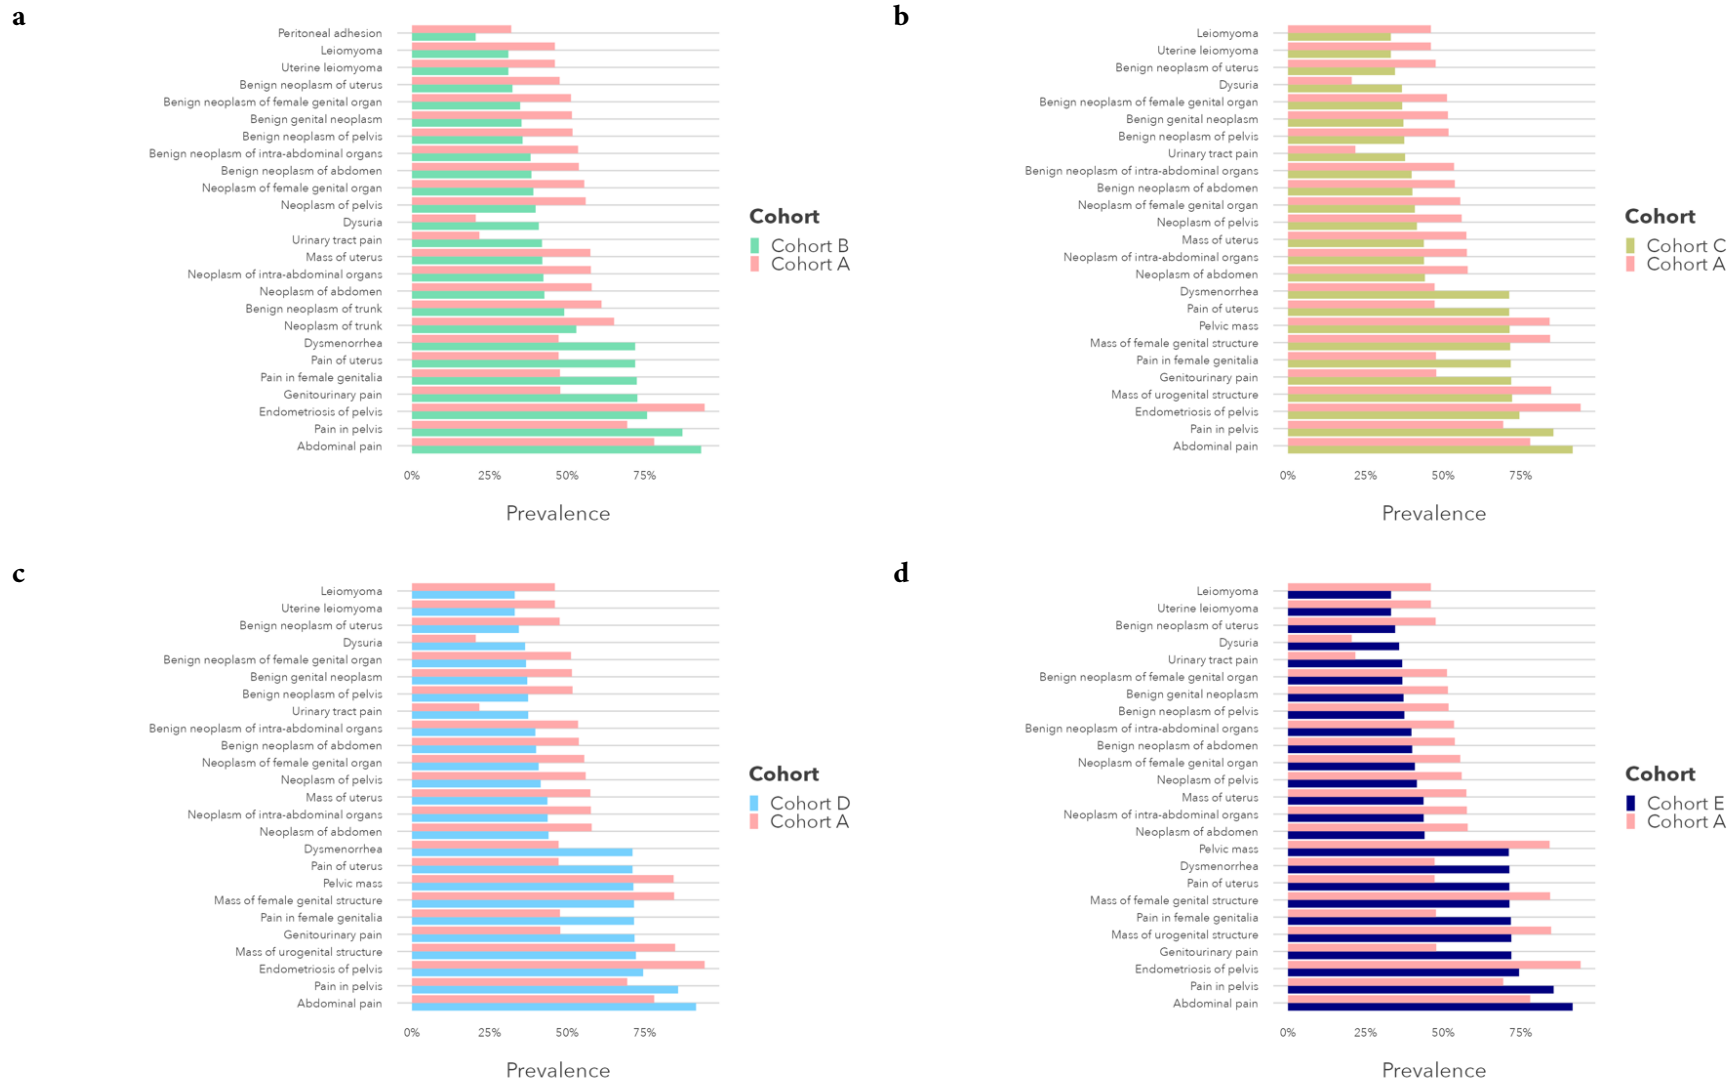 a
Peritoneal adhesion
Leiomyoma
Uterine leiomyoma
Benign neoplasm of uterus
Benign neoplasm of female genital organ
Benign genital neoplasm
Benign neoplasm of pelvis
Benign neoplasm of intra-abdominal organs
Benign neoplasm of abdomen
Neoplasm of female genital organ
Neoplasm of pelvis
Dysuria
Urinary tract pain
Mass of uterus
Neoplasm of intra-abdominal organs
Neoplasm of abdomen
Benign neoplasm of trunk
Neoplasm of trunk
Dysmenorrhea
Pain of uterus
Pain in female genitalia
Genitourinary pain
Endometriosis of pelvis
Pain in pelvis
Abdominal pain
0% 25% 50% 75%
Prevalence
Cohort
Cohort B
Cohort A
b
Leiomyoma
Uterine leiomyoma
Benign neoplasm of uterus
Dysuria
Benign neoplasm of female genital organ
Benign genital neoplasm
Benign neoplasm of pelvis
Urinary tract pain
Benign neoplasm of intra-abdominal organs
Benign neoplasm of abdomen
Neoplasm of female genital organ
Neoplasm of pelvis
Mass of uterus
Neoplasm of intra-abdominal organs
Neoplasm of abdomen
Dysmenorrhea
Pain of uterus
Pelvic mass
Mass of female genital structure
Pain in female genitalia
Genitourinary pain
Mass of urogenital structure
Endometriosis of pelvis
Pain in pelvis
Abdominal pain
0% 25% 50% 75%
Prevalence
Cohort
Cohort C
Cohort A
c
Leiomyoma
Uterine leiomyoma
Benign neoplasm of uterus
Dysuria
Benign neoplasm of female genital organ
Benign genital neoplasm
Benign neoplasm of pelvis
Urinary tract pain
Benign neoplasm of intra-abdominal organs
Benign neoplasm of abdomen
Neoplasm of female genital organ
Neoplasm of pelvis
Mass of uterus
Neoplasm of intra-abdominal organs
Neoplasm of abdomen
Dysmenorrhea
Pain of uterus
Pelvic mass
Mass of female genital structure
Pain in female genitalia
Genitourinary pain
Mass of urogenital structure
Endometriosis of pelvis
Pain in pelvis
Abdominal pain
0% 25% 50% 75%
Prevalence
Cohort
Cohort D
Cohort A
d
Leiomyoma
Uterine leiomyoma
Benign neoplasm of uterus
Dysuria
Urinary tract pain
Benign neoplasm of female genital organ
Benign genital neoplasm
Benign neoplasm of pelvis
Benign neoplasm of intra-abdominal organs
Benign neoplasm of abdomen
Neoplasm of female genital organ
Neoplasm of pelvis
Mass of uterus
Neoplasm of intra-abdominal organs
Neoplasm of abdomen
Pelvic mass
Dysmenorrhea
Pain of uterus
Mass of female genital structure
Pain in female genitalia
Mass of urogenital structure
Genitourinary pain
Endometriosis of pelvis
Pain in pelvis
Abdominal pain
0% 25% 50% 75%
Prevalence
Cohort
Cohort E
Cohort A